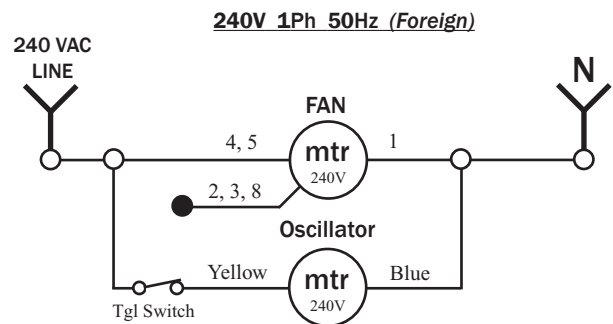 240V 1Ph 50Hz (Foreign)
240 VAC
LINE
N
FAN
4, 5
mtr
240V
1
2, 3, 8
Oscillator
Yellow
mtr
240V
Blue
Tgl Switch